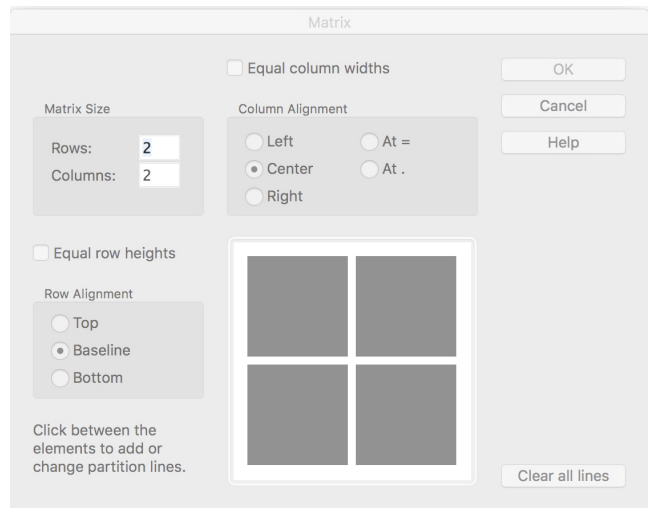 Matrix
Equal column widths
OK
Matrix Size
Column Alignment
Cancel
Rows: 2
Left
At =
Help
Columns: 2
Center
At .
Right
Equal row heights
Row Alignment
Top
Baseline
Bottom
Click between the
elements to add or
change partition lines.
Clear all lines